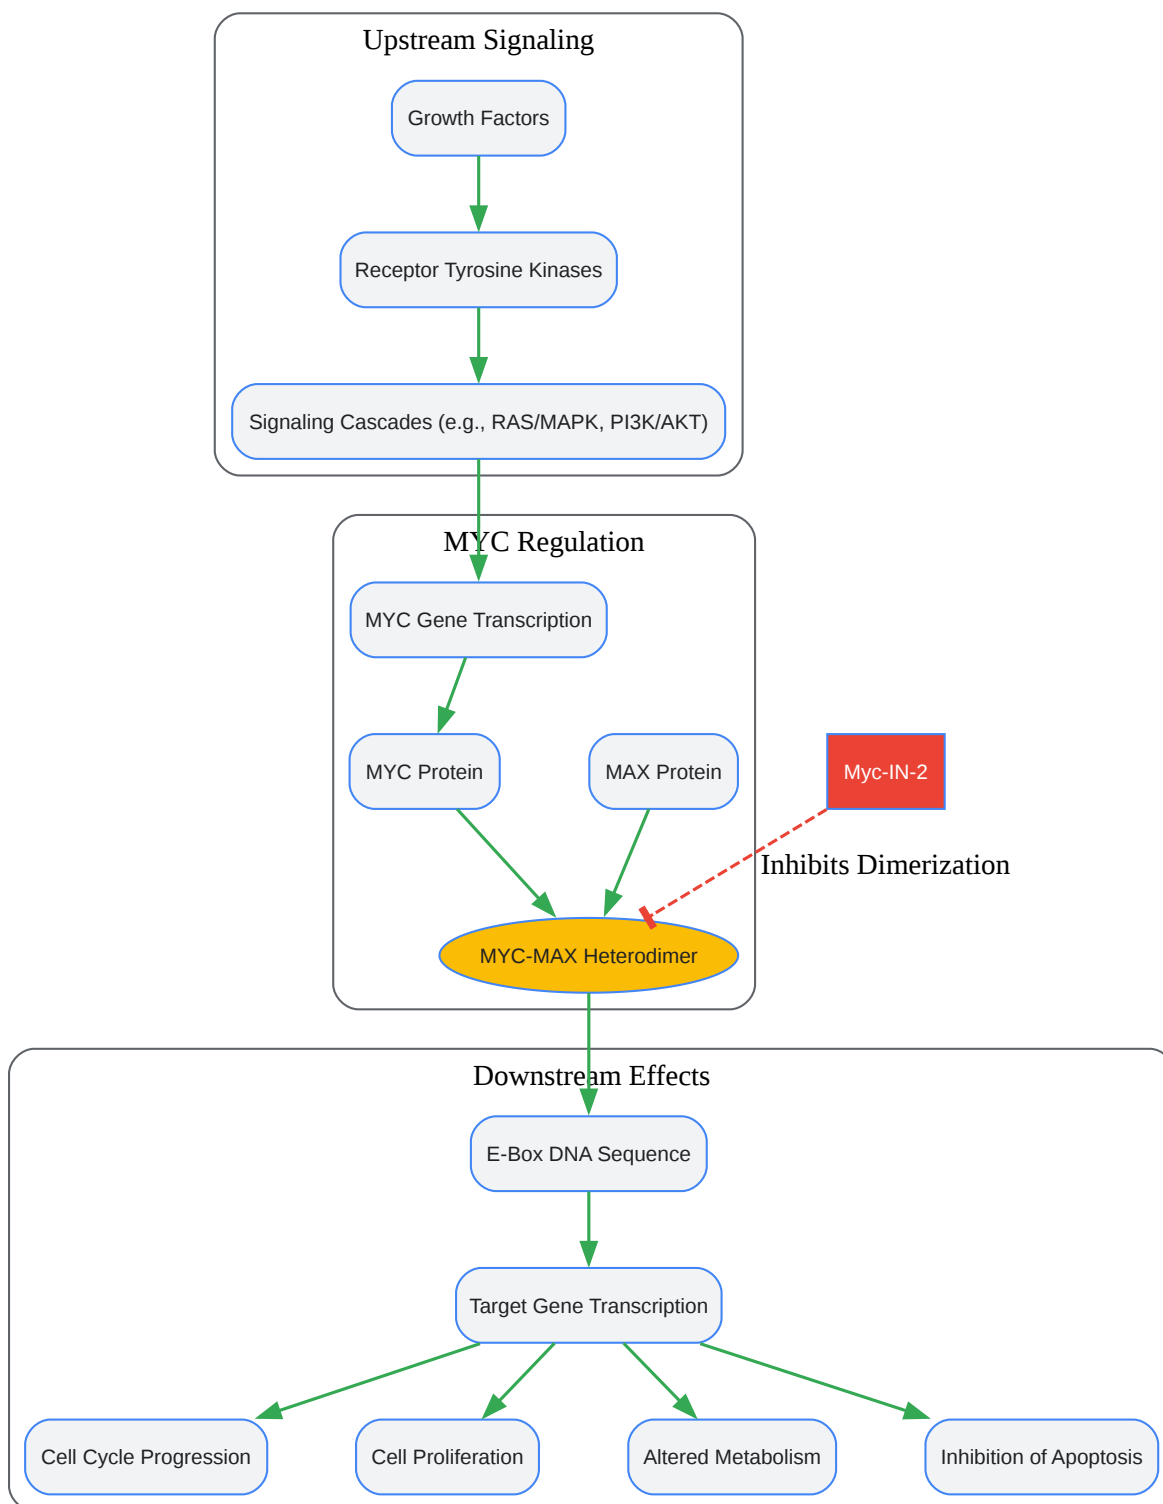 Upstream Signaling
Growth Factors
Receptor Tyrosine Kinases
Signaling Cascades (e.g., RAS/MAPK, PI3K/AKT)
MYC Regulation
MYC Gene Transcription
MYC Protein
MAX Protein
Myc-IN-2
Inhibits Dimerization
MYC-MAX Heterodimer
Downstream Effects
E-Box DNA Sequence
Target Gene Transcription
Cell Cycle Progression
Cell Proliferation
Altered Metabolism
Inhibition of Apoptosis